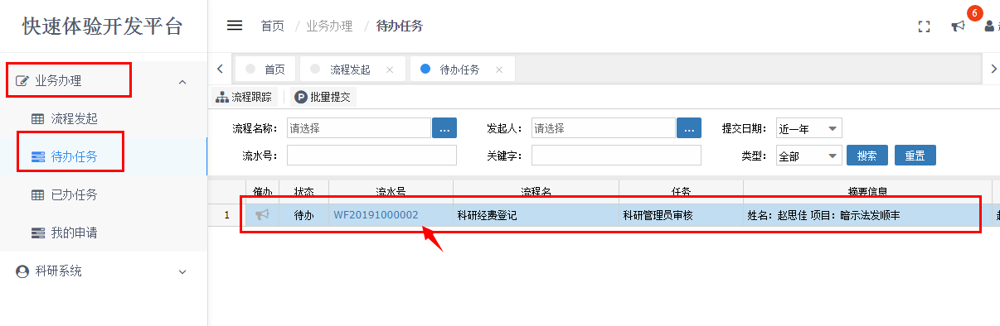 快速体验开发平台
首页 / 业务办理 / 待办任务
6
业务办理
流程发起
待办任务
已办任务
我的申请
科研系统
首页 流程发起 × 待办任务 ×
流程跟踪 P 批量提交
流程名称： 请选择 ... 发起人： 请选择 ... 提交日期： 近一年
流水号： 关键字： 类型： 全部 搜索 重置
催办 状态 流水号 流程名 任务 摘要信息
1 待办 WF20191000002 科研经费登记 科研管理员审核 姓名：赵思佳 项目：暗示法发顺丰